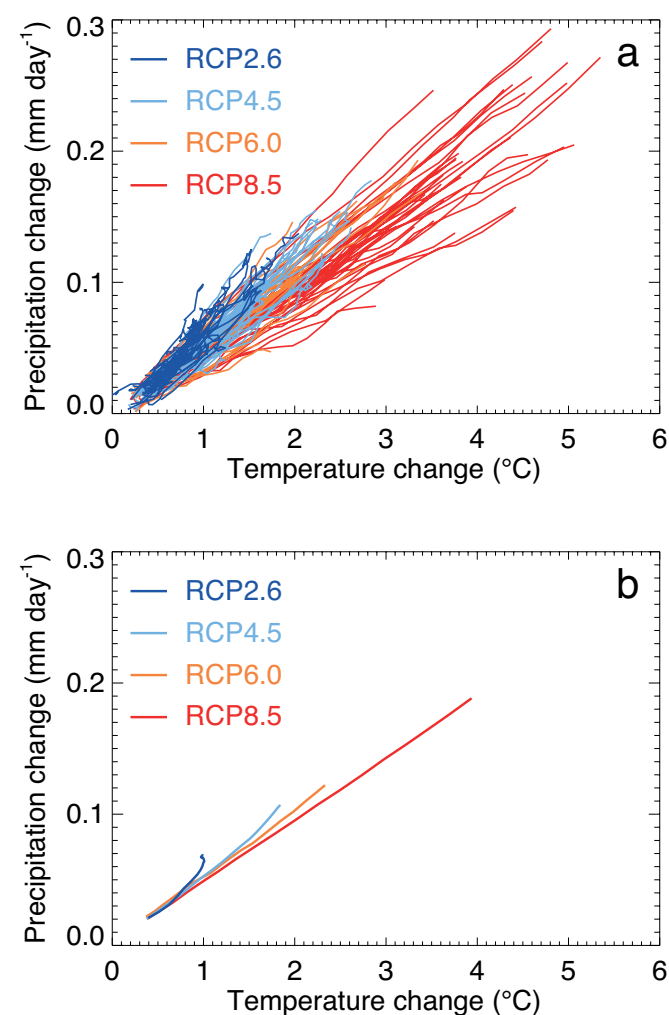 0.3
a
RCP2.6
RCP4.5
0.2
RCP6.0
RCP8.5
0.1
0.0
Precipitation change (mm day-1)
0 1 2 3 4 5 6
Temperature change (°C)
0.3
b
RCP2.6
RCP4.5
0.2
RCP6.0
RCP8.5
0.1
0.0
Precipitation change (mm day-1)
0 1 2 3 4 5 6
Temperature change (°C)